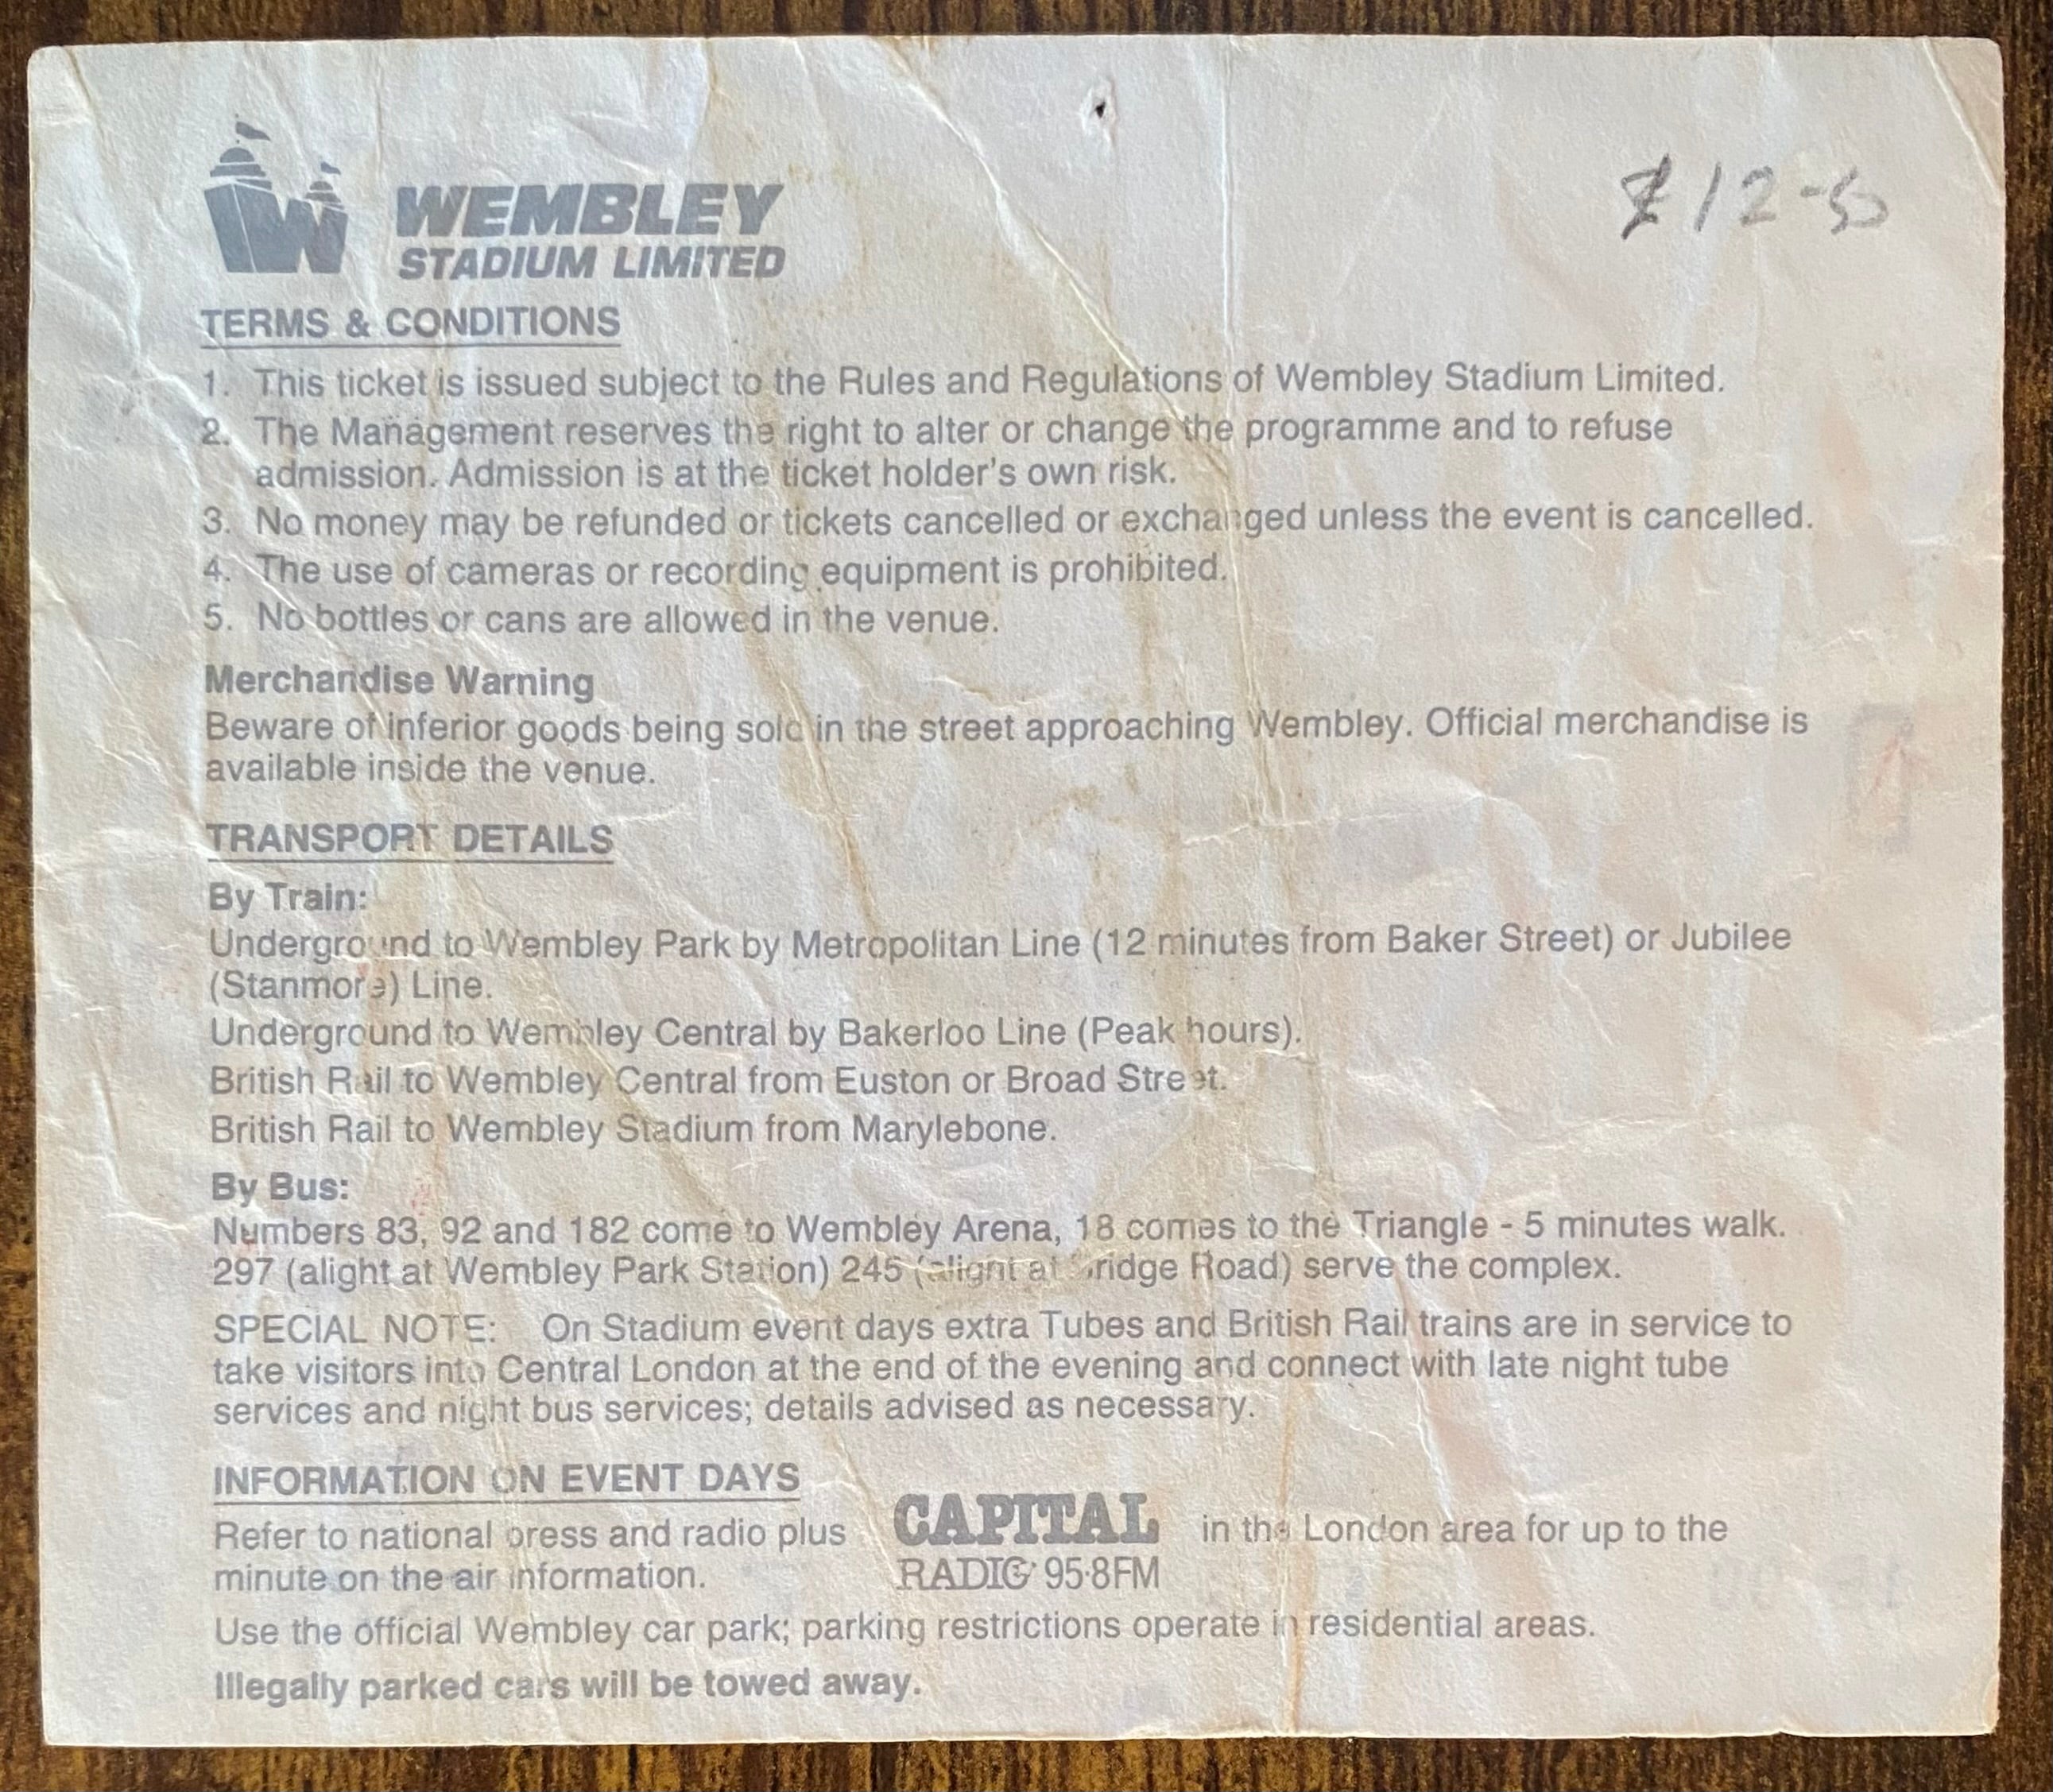 WEMBLEY
STADIUM LIMITED
TERMS & CONDITIONS
1. This ticket is issued subject to the Rules and Regulations of Wembley Stadium Limited.
2. The Management reserves the right to alter or change the programme and to refuse
admission. Admission is at the ticket holder's own risk.
3. No money may be refunded or tickets cancelled or exchanged unless the event is cancelled.
4. The use of cameras or recording equipment is prohibited.
5. No bottles or cans are allowed in the venue.
Merchandise Warning
Beware of inferior goods being sold in the street approaching Wembley. Official merchandise is
available inside the venue.
TRANSPORT DETAILS
By Train:
Underground to Wembley Park by Metropolitan Line (12 minutes from Baker Street) or Jubilee
(Stanmore) Line.
Underground to Wembley Central by Bakerloo Line (Peak hours).
British Rail to Wembley Central from Euston or Broad Street.
British Rail to Wembley Stadium from Marylebone.
By Bus:
Numbers 83, 92 and 182 come to Wembley Arena, 18 comes to the Triangle - 5 minutes walk.
297 (alight at Wembley Park Station) 245 (alight at Bridge Road) serve the complex.
SPECIAL NOTE: On Stadium event days extra Tubes and British Rail trains are in service to
take visitors into Central London at the end of the evening and connect with late night tube
services and night bus services; details advised as necessary.
INFORMATION ON EVENT DAYS
Refer to national press and radio plus CAPITAL in the London area for up to the
minute on the air information. RADIO 95·8FM
Use the official Wembley car park; parking restrictions operate in residential areas.
Illegally parked cars will be towed away.